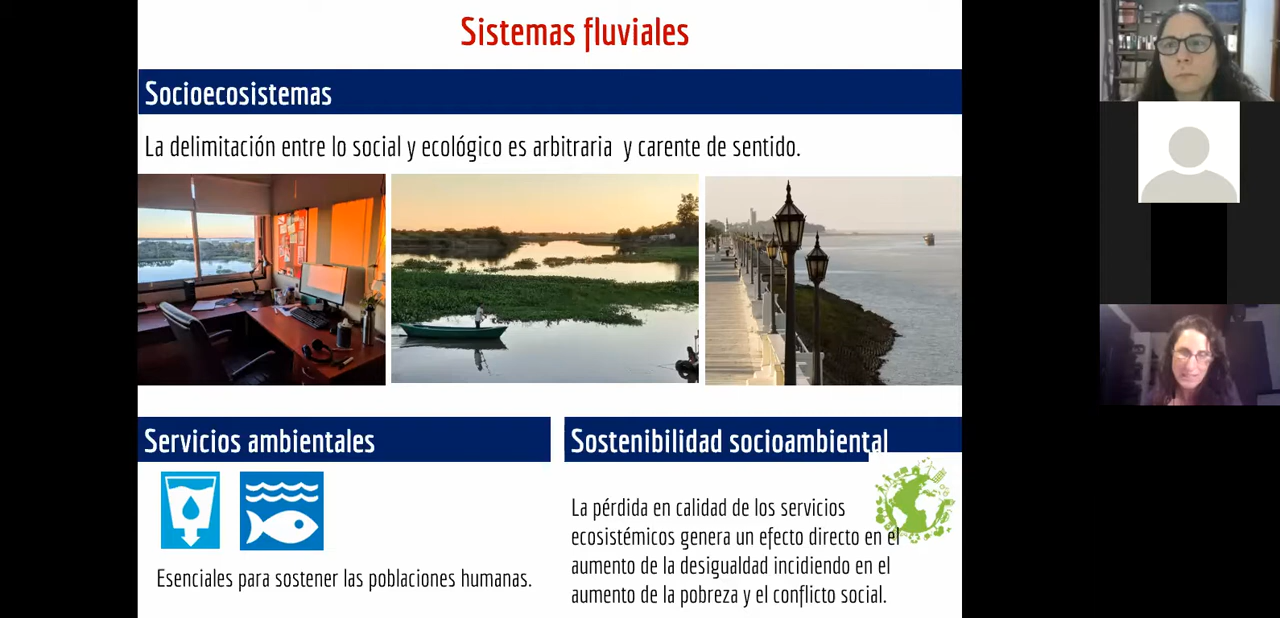 Sistemas fluviales
Socioecosistemas
La delimitación entre lo social y ecológico es arbitraria y carente de sentido.
Servicios ambientales
Esenciales para sostener las poblaciones humanas.
Sostenibilidad socioambiental
La pérdida en calidad de los servicios
ecosistémicos genera un efecto directo en el
aumento de la desigualdad incidiendo en el
aumento de la pobreza y el conflicto social.